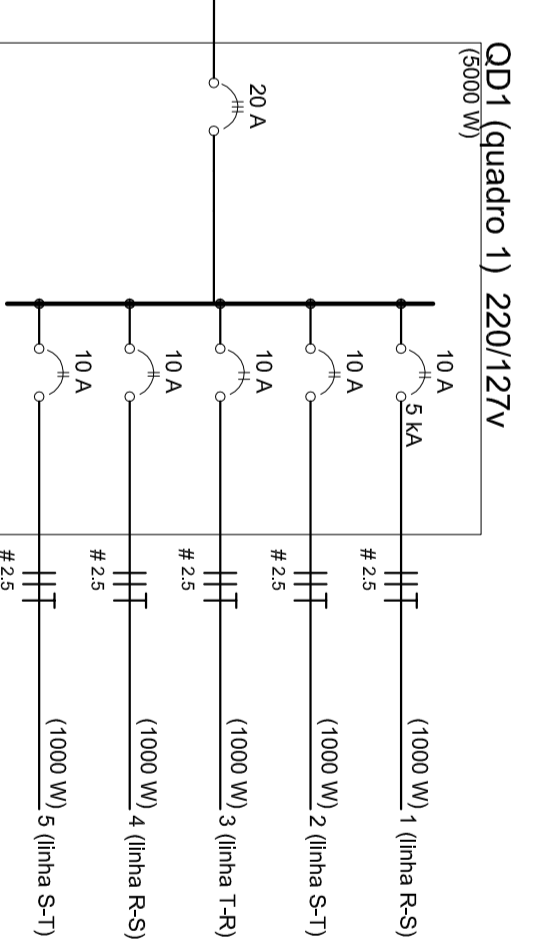 QD1 (quadro 1) 220/127v
(5000 W)
20 A
10 A
5 kA
# 2.5
(1000 W)
1 (linha R-S)
10 A
# 2.5
(1000 W)
2 (linha S-T)
10 A
# 2.5
(1000 W)
3 (linha T-R)
10 A
# 2.5
(1000 W)
4 (linha R-S)
10 A
# 2.5
(1000 W)
5 (linha S-T)